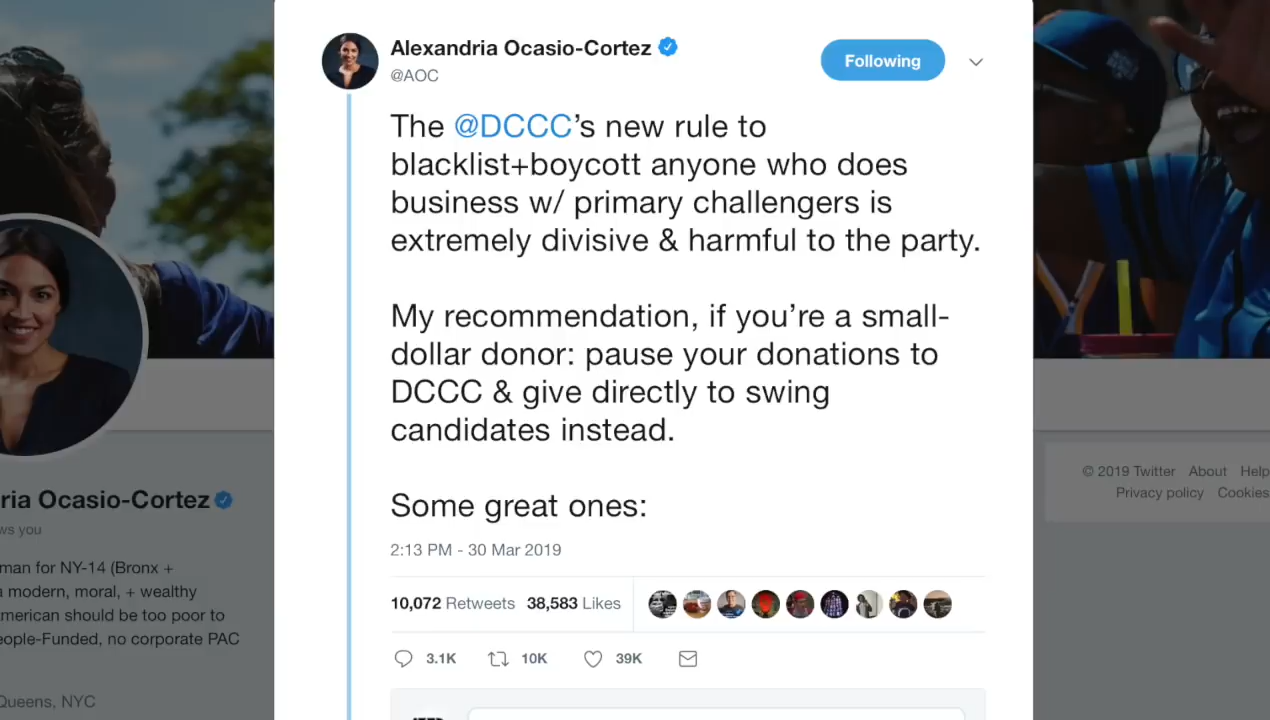 Alexandria Ocasio-Cortez
@AOC
Following
The @DCCC’s new rule to
blacklist+boycott anyone who does
business w/ primary challengers is
extremely divisive & harmful to the party.
My recommendation, if you’re a small-
dollar donor: pause your donations to
DCCC & give directly to swing
candidates instead.
Some great ones:
2:13 PM - 30 Mar 2019
10,072 Retweets 38,583 Likes
3.1K 10K 39K
ria Ocasio-Cortez
ws you
man for NY-14 (Bronx +
a modern, moral, + wealthy
merican should be too poor to
eople-Funded, no corporate PAC
Queens, NYC
© 2019 Twitter About Help
Privacy policy Cookies